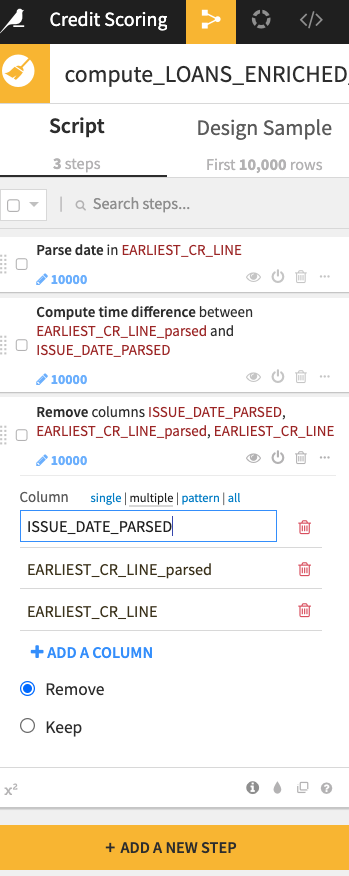 Credit Scoring
</>
compute_LOANS_ENRICHED_
Script
Design Sample
3 steps
First 10,000 rows
Search steps...
Parse date in EARLIEST_CR_LINE
10000
Compute time difference between
EARLIEST_CR_LINE_parsed and
ISSUE_DATE_PARSED
10000
Remove columns ISSUE_DATE_PARSED,
EARLIEST_CR_LINE_parsed, EARLIEST_CR_LINE
10000
Column single | multiple | pattern | all
ISSUE_DATE_PARSED
EARLIEST_CR_LINE_parsed
EARLIEST_CR_LINE
+ ADD A COLUMN
Remove
Keep
x²
+ ADD A NEW STEP